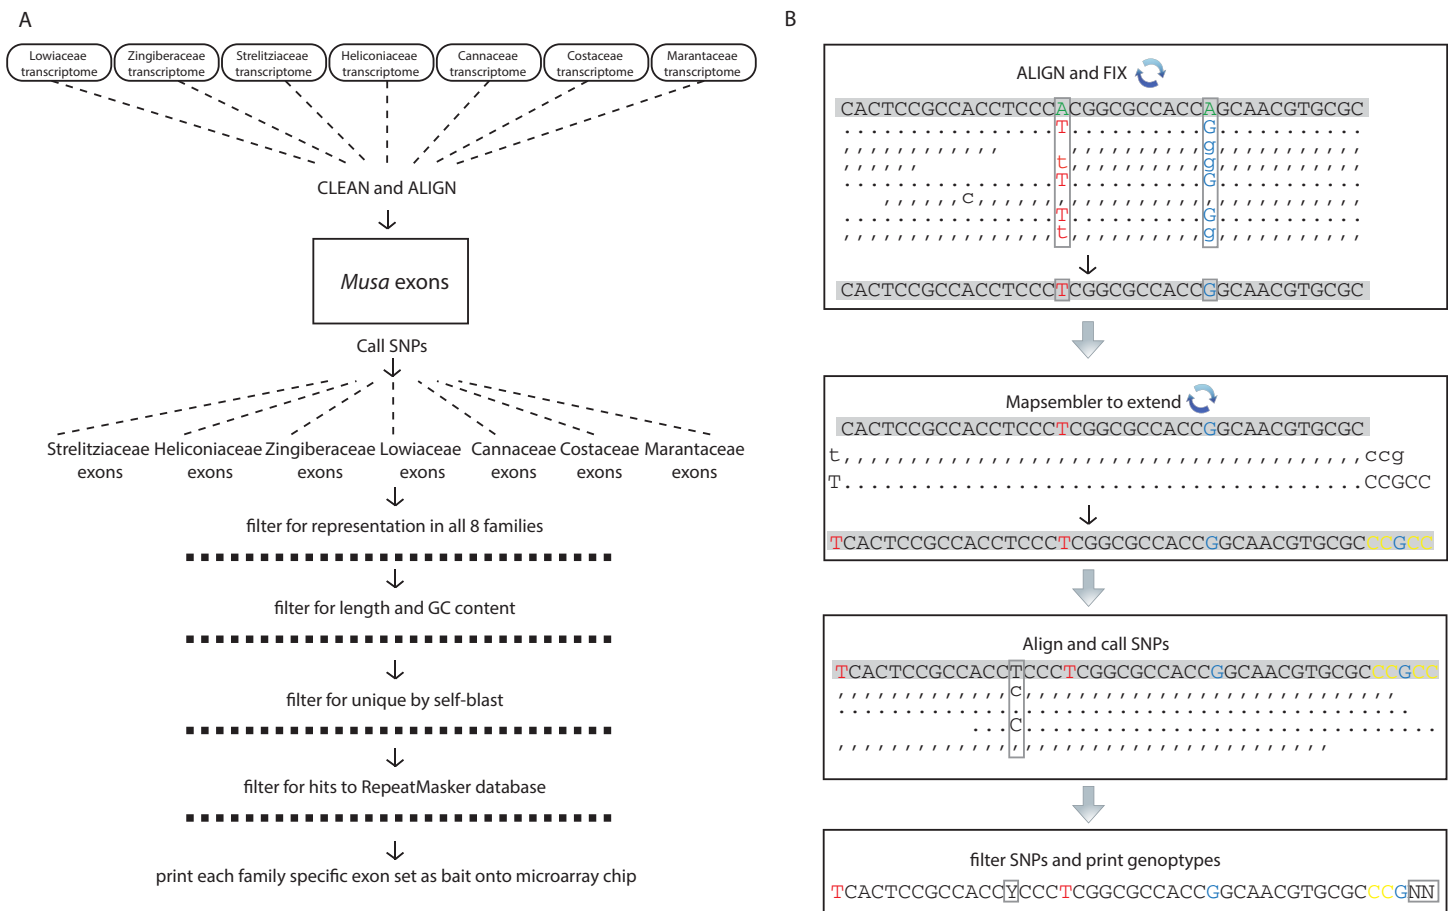 A
Lowiaceae transcriptome
Zingiberaceae transcriptome
Strelitziaceae transcriptome
Heliconiaceae transcriptome
Cannaceae transcriptome
Costaceae transcriptome
Marantaceae transcriptome
CLEAN and ALIGN
Musa exons
Call SNPs
Strelitziaceae exons
Heliconiaceae exons
Zingiberaceae exons
Lowiaceae exons
Cannaceae exons
Costaceae exons
Marantaceae exons
filter for representation in all 8 families
filter for length and GC content
filter for unique by self-blast
filter for hits to RepeatMasker database
print each family specific exon set as bait onto microarray chip
B
ALIGN and FIX
CACTCCGCCACCTCCCACGGCGCCACCAGCAACGTGCGC
................T..........G...........
,,,,,,,,,,,,     ,,,,,,,,,,g,,,,,,,,,,,
,,,,,,          t,,,,,,,,,,g,,,,,,,,,,,
................T..........G...........
   ,,,,,,c,,,,,,,,,,,,,,,,,,,,,,,,,,,,,
................T..........G...........
,,,,,,,,,,,,,,,,t,,,,,,,,,,g,,,,,,,,,,,
CACTCCGCCACCTCCCTCGGCGCCACCGGCAACGTGCGC
Mapsembler to extend
CACTCCGCCACCTCCCTCGGCGCCACCGGCAACGTGCGC
t,,,,,,,,,,,,,,,,,,,,,,,,,,,,,,,,,,,,,,,ccg
T.......................................CCGCC
TCACTCCGCCACCTCCCTCGGCGCCACCGGCAACGTGCGCCCGCC
Align and call SNPs
TCACTCCGCCACCTCCCTCGGCGCCACCGGCAACGTGCGCCCGCC
,,,,,,,,,,,,,c,,,,,,,,,,,,,,,,,,,,,,,,,,,,
...........................................
          ...C...............................
,,,,,,,,,,,,,,,,,,,,,,,,,,,,,,,,,,,,,
filter SNPs and print genoptypes
TCACTCCGCCACCYCCCTCGGCGCCACCGGCAACGTGCGCCCGNN